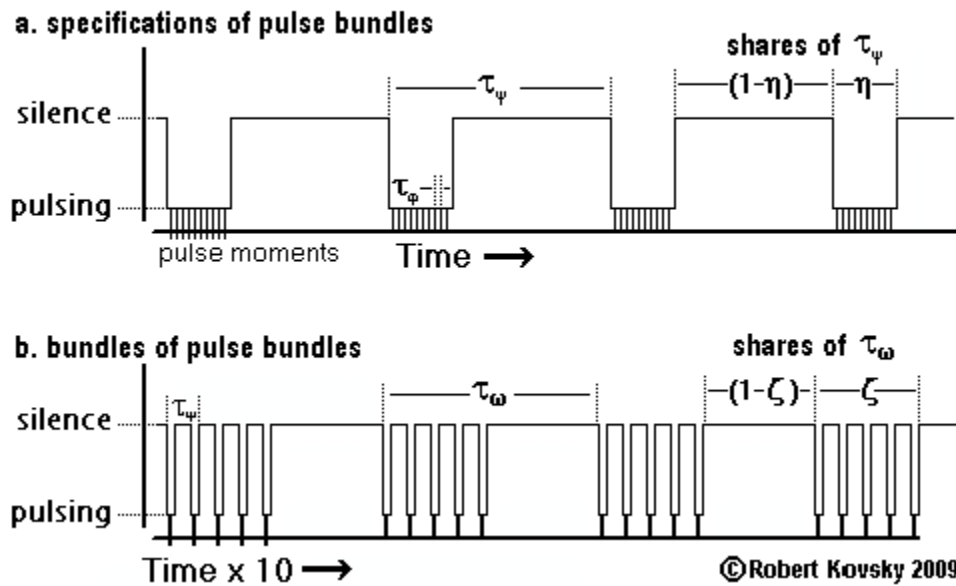 a. specifications of pulse bundles
shares of τψ
τψ
(1-η)
η
silence
τφ
pulsing
pulse moments
Time
b. bundles of pulse bundles
shares of τω
τψ
τω
(1-ζ)
ζ
silence
pulsing
Time x 10
©Robert Kovsky 2009